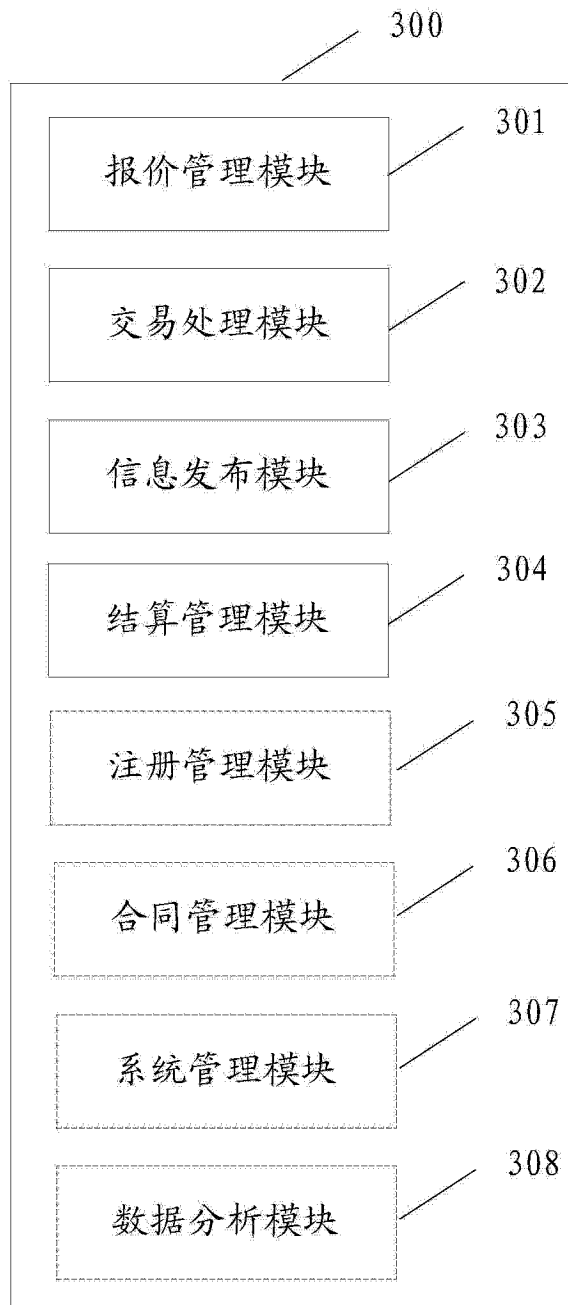 300
报价管理模块
301
交易处理模块
302
信息发布模块
303
结算管理模块
304
注册管理模块
305
合同管理模块
306
系统管理模块
307
数据分析模块
308